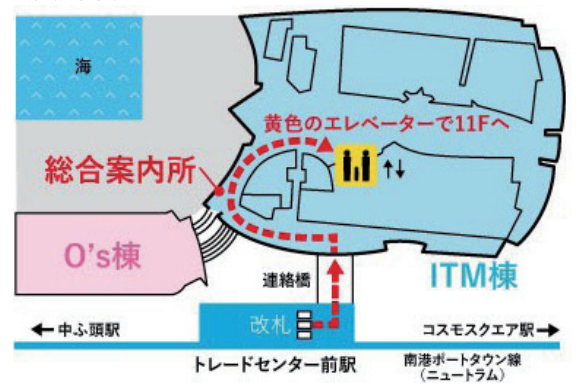 海
黄色のエレベーターで11Fへ
総合案内所
↑↓
O's棟
ITM棟
連絡橋
改札
←中ふ頭駅
コスモスクエア駅→
トレードセンター前駅
南港ポートタウン線
（ニュートラム）